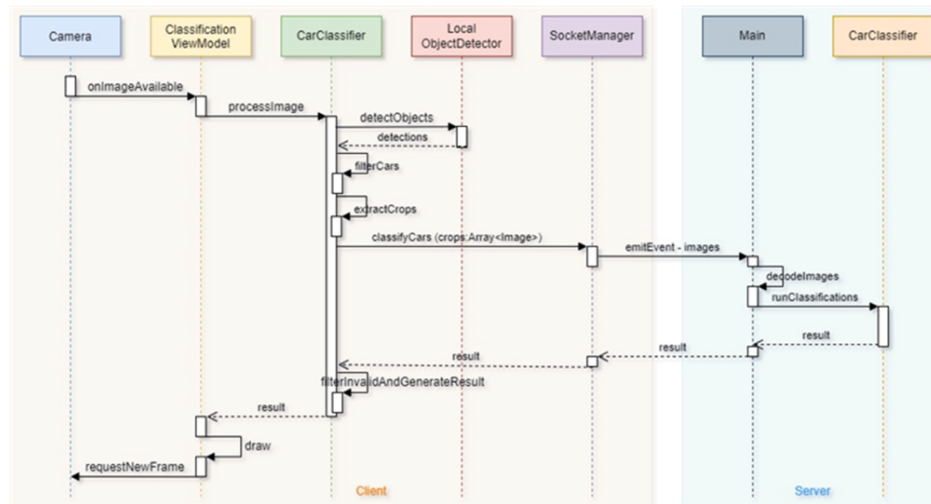 Camera
Classification
ViewModel
CarClassifier
Local
ObjectDetector
SocketManager
Main
CarClassifier
onImageAvailable
processImage
detectObjects
detections
filterCars
extractCrops
classifyCars (crops:Array<Image>)
emitEvent - images
decodeImages
runClassifications
result
result
result
filterInvalidAndGenerateResult
result
draw
requestNewFrame
Client
Server